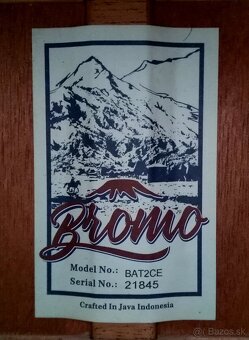 Bromo
Model No.: BAT2CE
Serial No.: 21845
Crafted In Java Indonesia
Bazos.sk